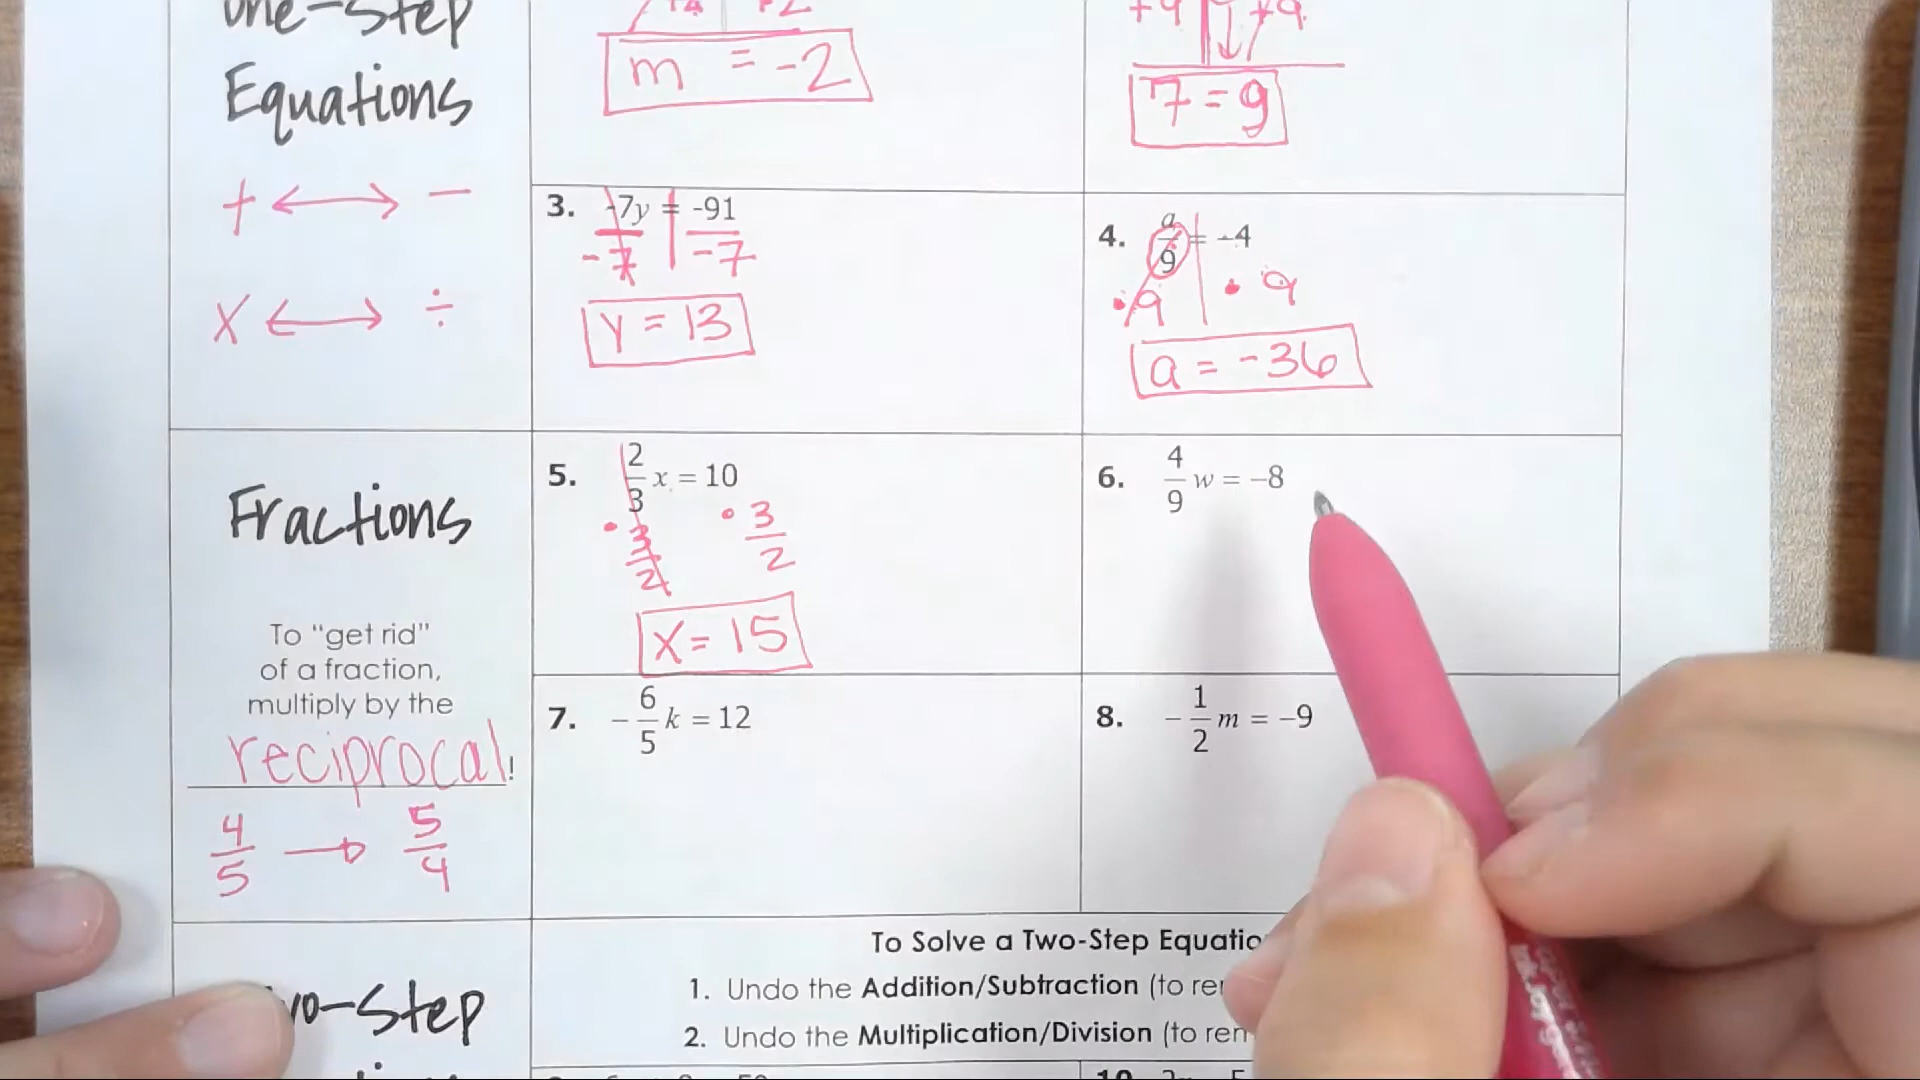 One-Step
Equations
+ ⟷ −
x ⟷ ÷
m = -2
+9 +9
7 = 9
3. -7y = -91
-7 -7
y = 13
4. a/9 = -4
• 9 • 9
a = -36
Fractions
To "get rid"
of a fraction,
multiply by the
reciprocal!
4/5 → 5/4
5. 2/3 x = 10
• 3/2 • 3/2
x = 15
6. 4/9 w = -8
7. -6/5 k = 12
8. -1/2 m = -9
To Solve a Two-Step
1. Undo the Addition/Subtraction (to
2. Undo the Multiplication/Division (to
-Step